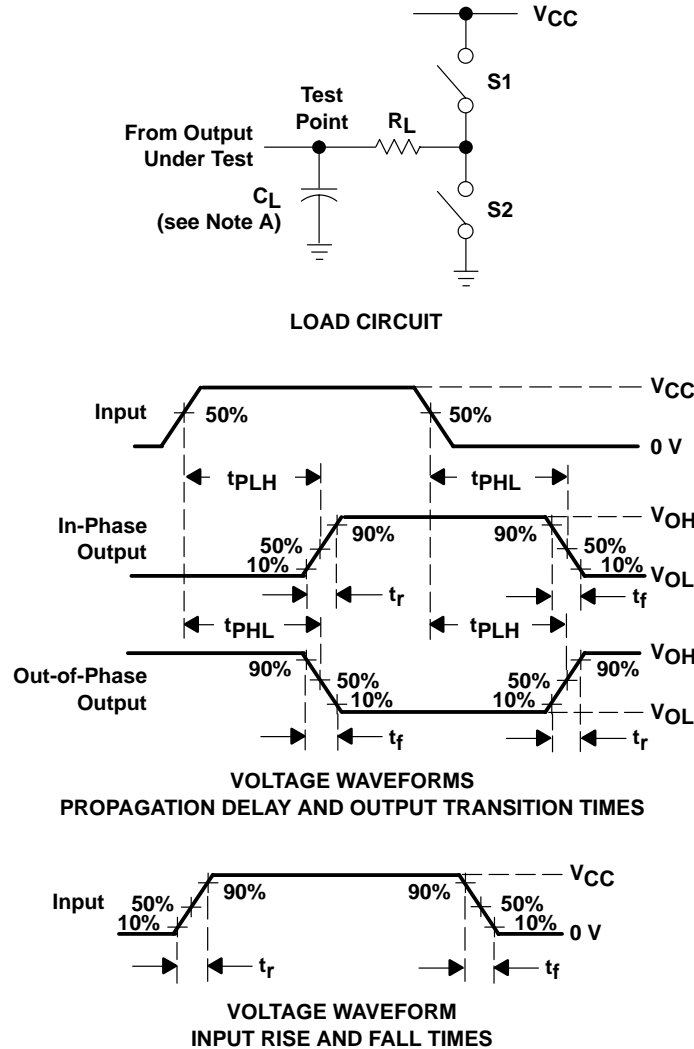 VCC
S1
Test
Point
RL
From Output
Under Test
CL
(see Note A)
S2
LOAD CIRCUIT
VCC
Input
50%
50%
0 V
tPLH
tPHL
In-Phase
Output
VOH
90%
90%
50%
50%
10%
10%
VOL
tr
tf
tPHL
tPLH
Out-of-Phase
Output
VOH
90%
90%
50%
50%
10%
10%
VOL
tf
tr
VOLTAGE WAVEFORMS
PROPAGATION DELAY AND OUTPUT TRANSITION TIMES
VCC
Input
90%
90%
50%
50%
10%
10%
0 V
tr
tf
VOLTAGE WAVEFORM
INPUT RISE AND FALL TIMES